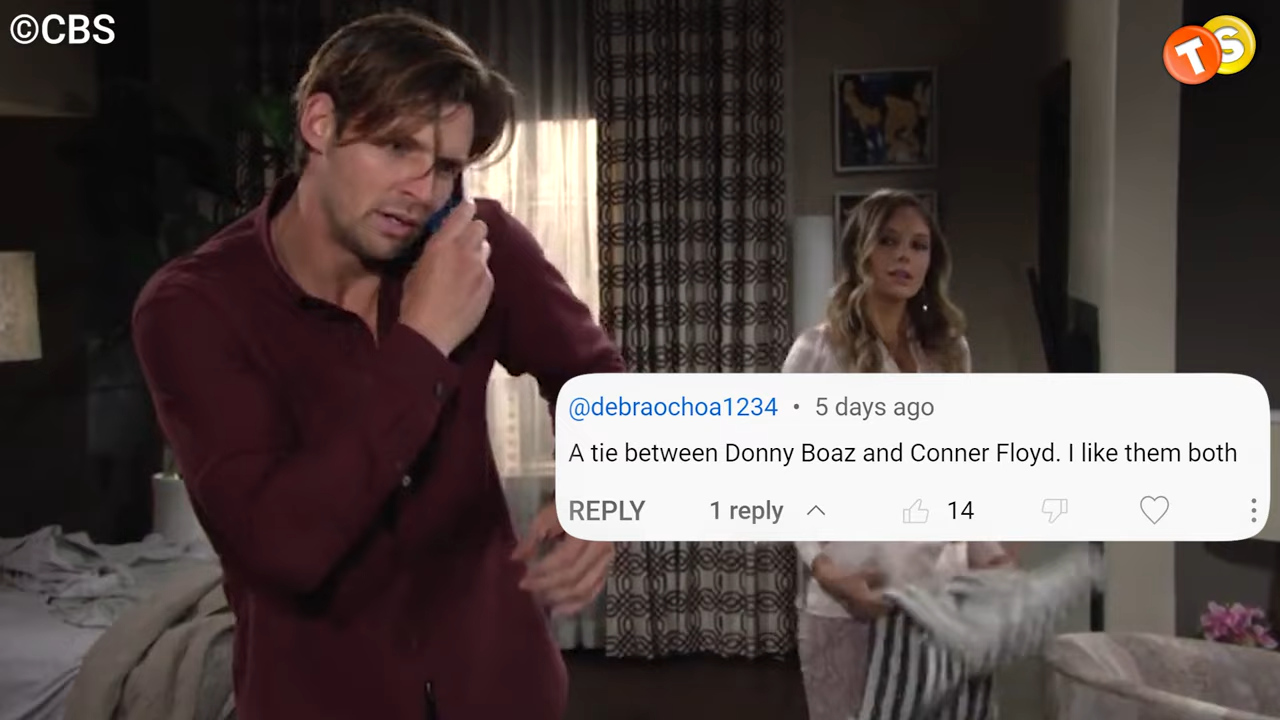 ©CBS
TS
@debraochoa1234 • 5 days ago
A tie between Donny Boaz and Conner Floyd. I like them both
REPLY 1 reply 14